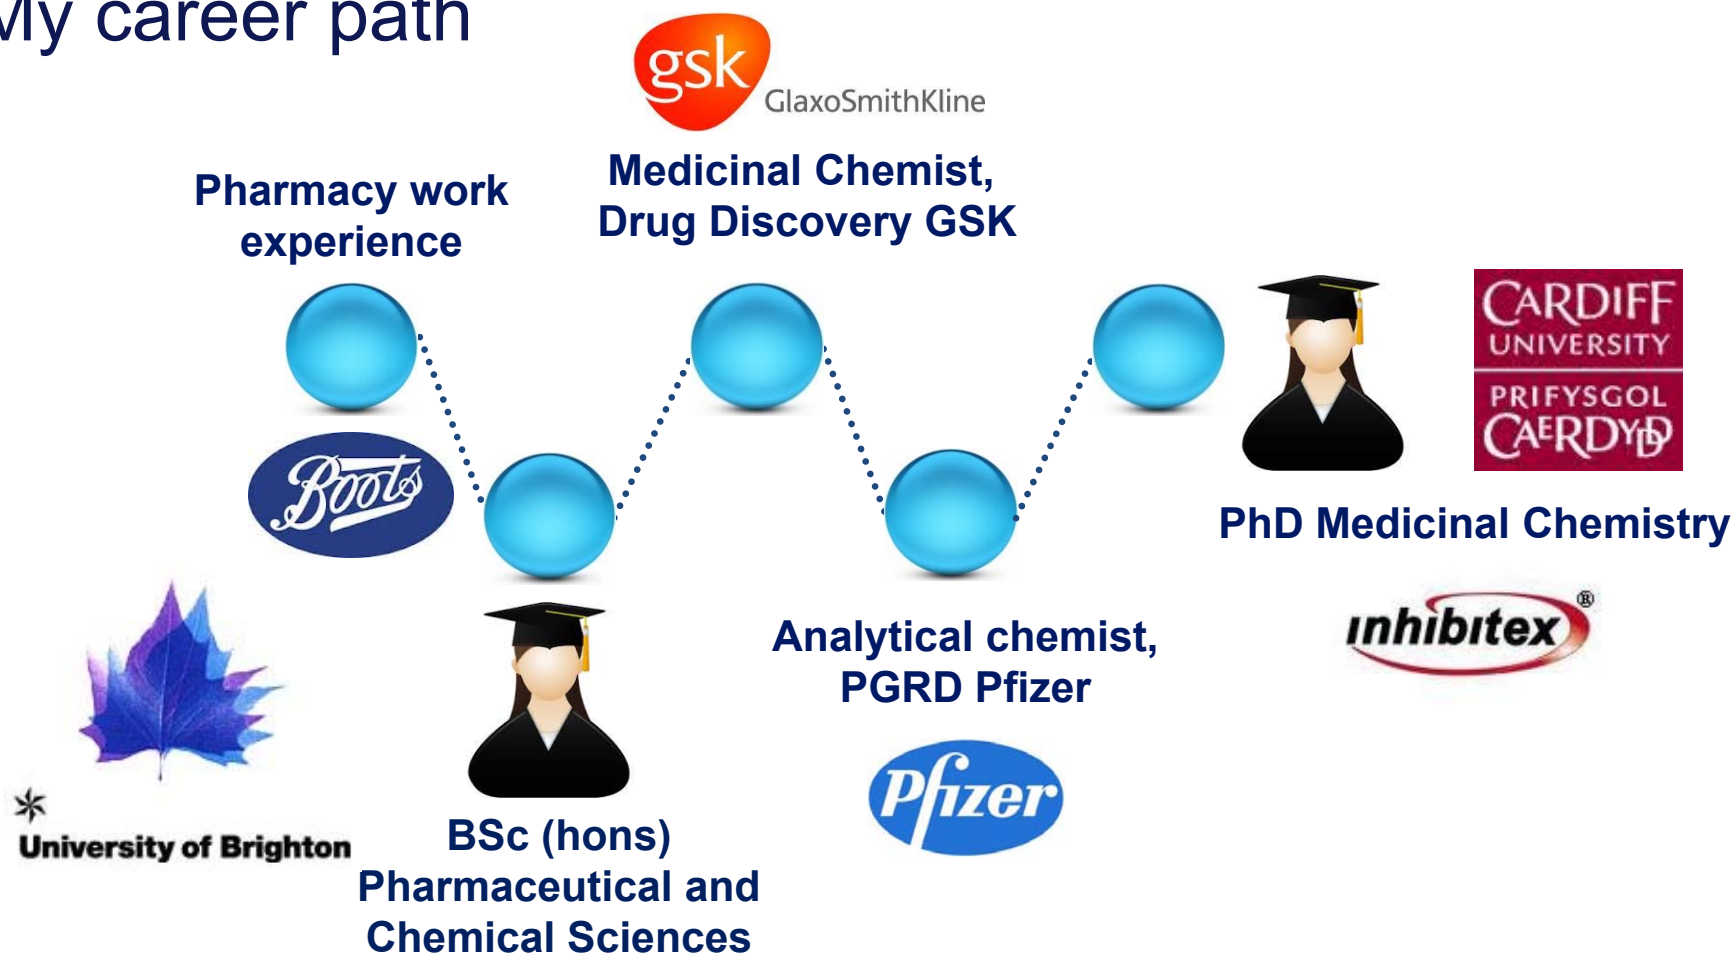 My career path
gsk
GlaxoSmithKline
Medicinal Chemist,
Drug Discovery GSK
Pharmacy work
experience
Boots
CARDIFF
UNIVERSITY
PRIFYSGOL
CAERDYDD
PhD Medicinal Chemistry
inhibitex®
Analytical chemist,
PGRD Pfizer
Pfizer
University of Brighton
BSc (hons)
Pharmaceutical and
Chemical Sciences